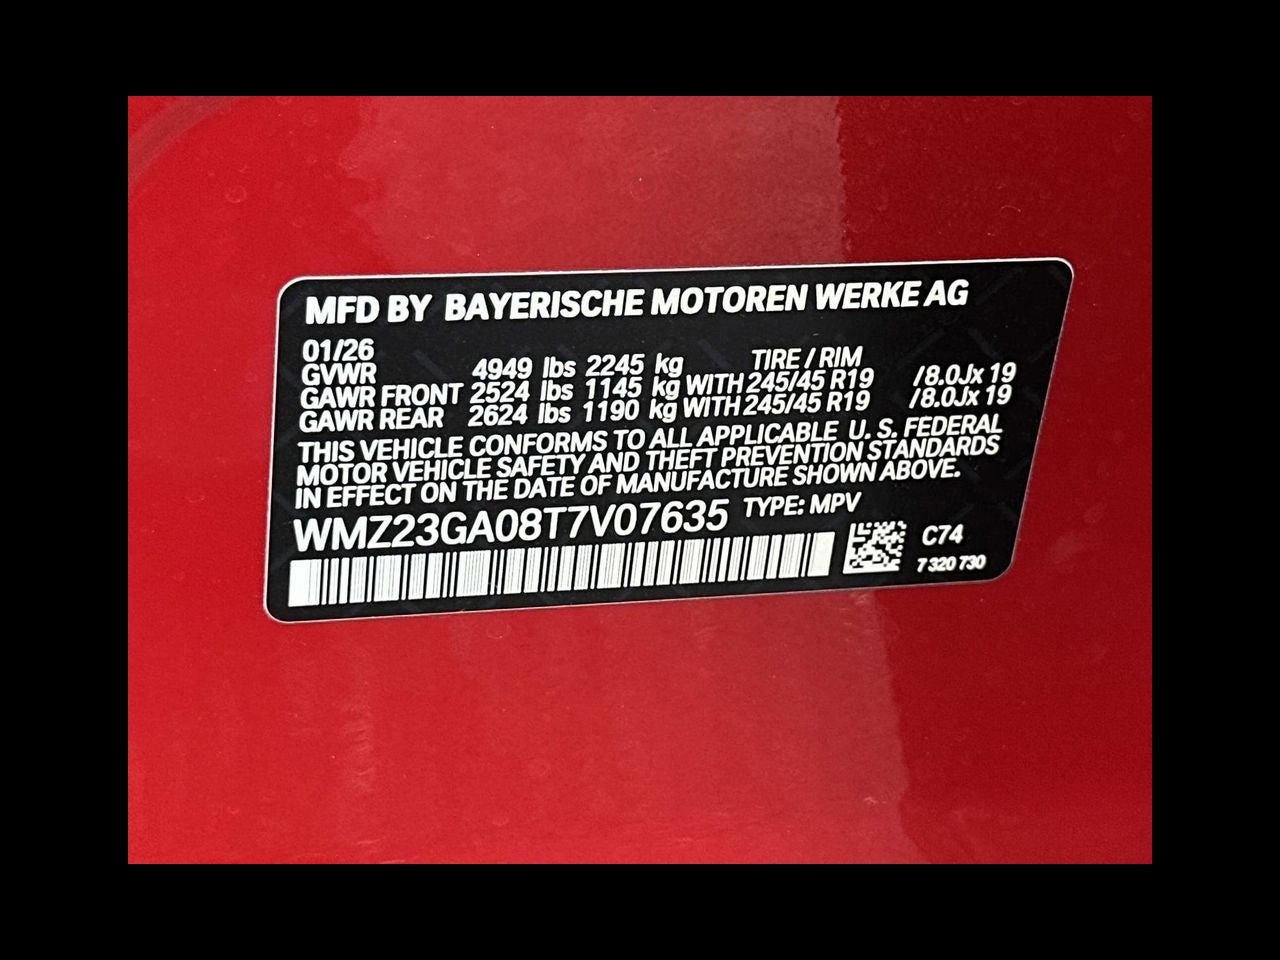 MFD BY BAYERISCHE MOTOREN WERKE AG
01/26
GVWR 4949 lbs 2245 kg TIRE / RIM
GAWR FRONT 2524 lbs 1145 kg WITH 245/45 R19 /8.0Jx 19
GAWR REAR 2624 lbs 1190 kg WITH 245/45 R19 /8.0Jx 19
THIS VEHICLE CONFORMS TO ALL APPLICABLE U. S. FEDERAL
MOTOR VEHICLE SAFETY AND THEFT PREVENTION STANDARDS
IN EFFECT ON THE DATE OF MANUFACTURE SHOWN ABOVE.
WMZ23GA08T7V07635 TYPE: MPV
C74
7 320 730